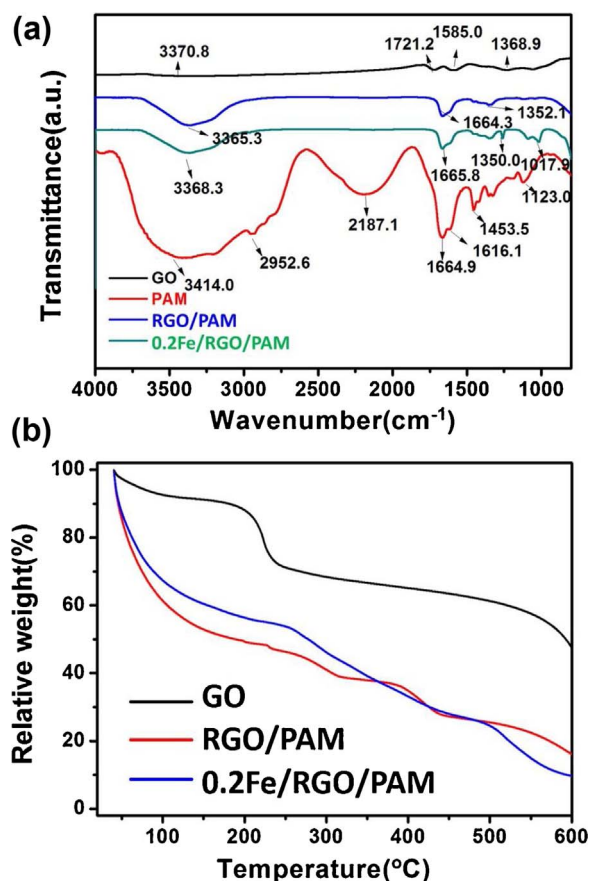 (a)
3370.8
1721.2
1585.0
1368.9
3365.3
1664.3
1352.1
3368.3
1665.8
1350.0
1017.9
2187.1
1123.0
1453.5
2952.6
1616.1
3414.0
1664.9
GO
PAM
RGO/PAM
0.2Fe/RGO/PAM
Transmittance(a.u.)
4000 3500 3000 2500 2000 1500 1000
Wavenumber(cm-1)
(b)
100
80
60
40
20
0
Relative weight(%)
GO
RGO/PAM
0.2Fe/RGO/PAM
100 200 300 400 500 600
Temperature(oC)